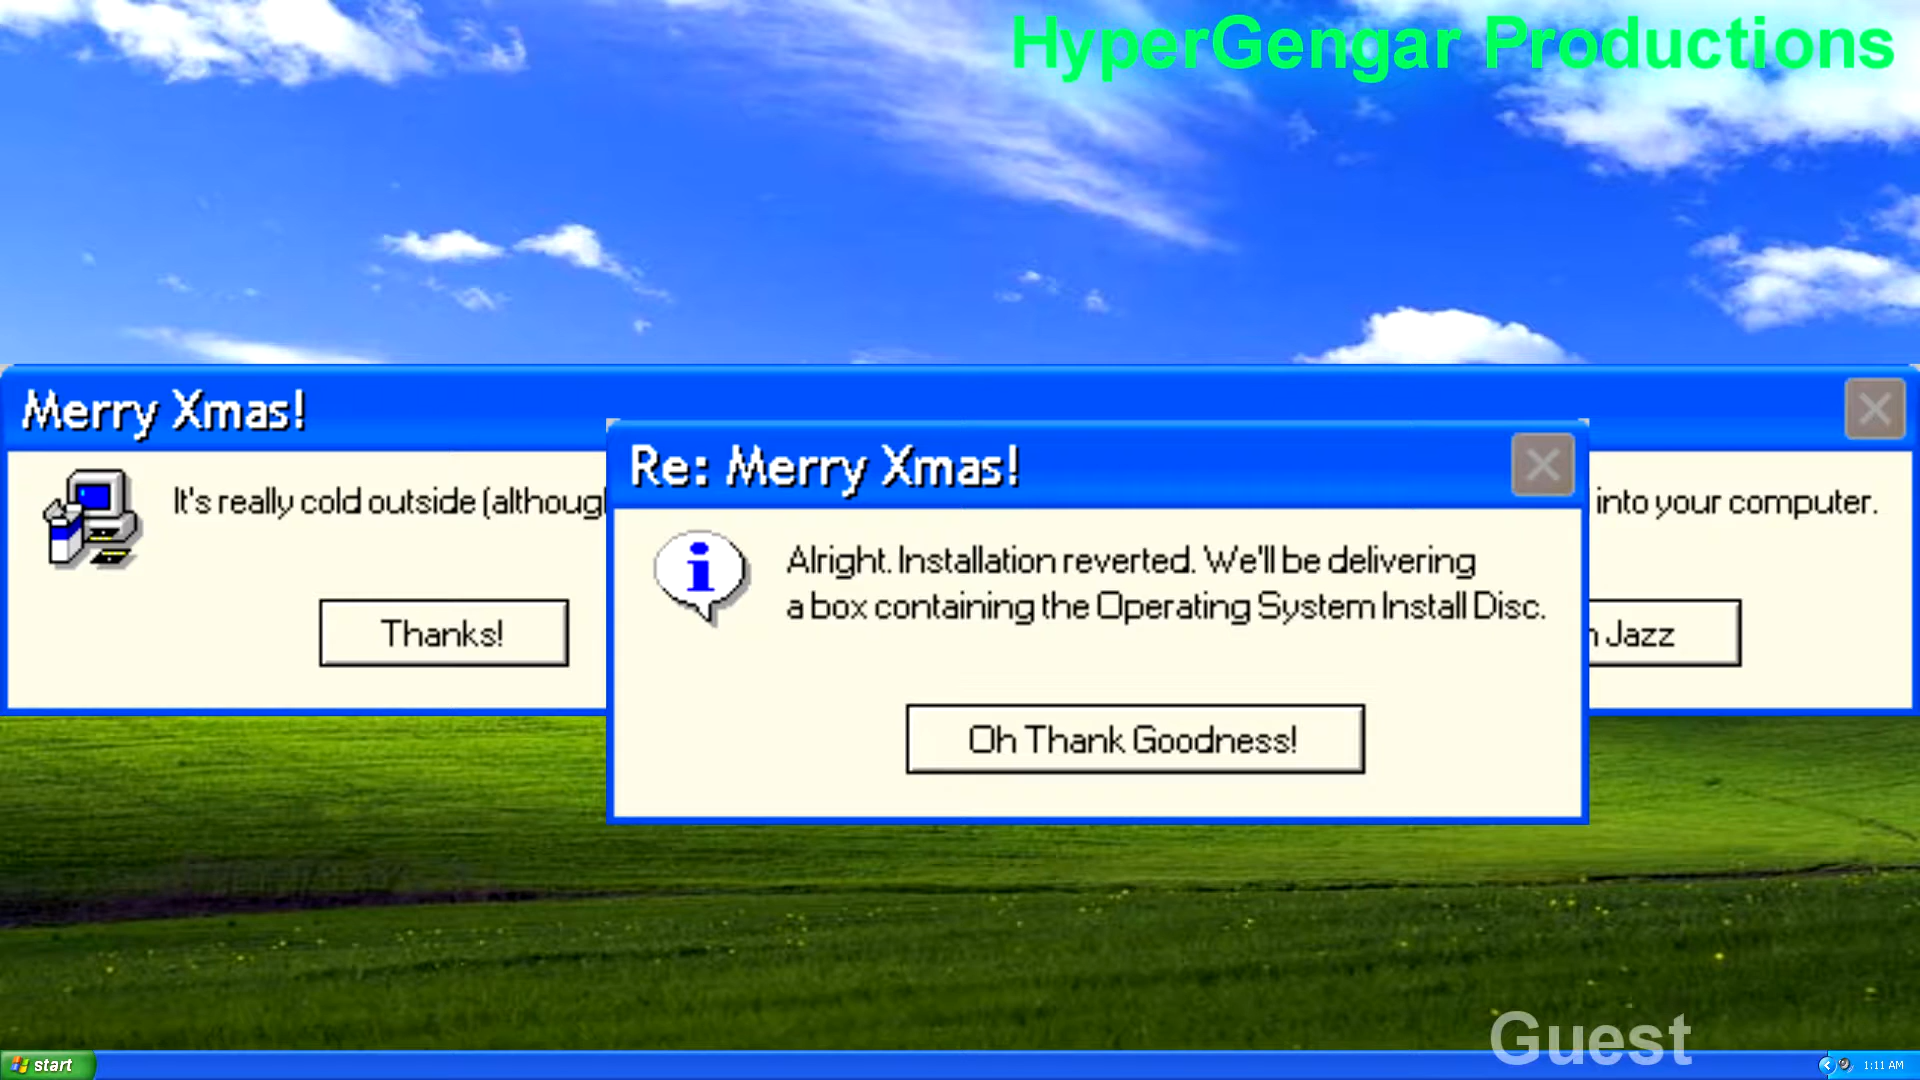 HyperGengar Productions
Merry Xmas!
It's really cold outside (althoug
into your computer.
Thanks!
Jazz
Re: Merry Xmas!
Alright. Installation reverted. We'll be delivering
a box containing the Operating System Install Disc.
Oh Thank Goodness!
Guest
start
1:11 AM